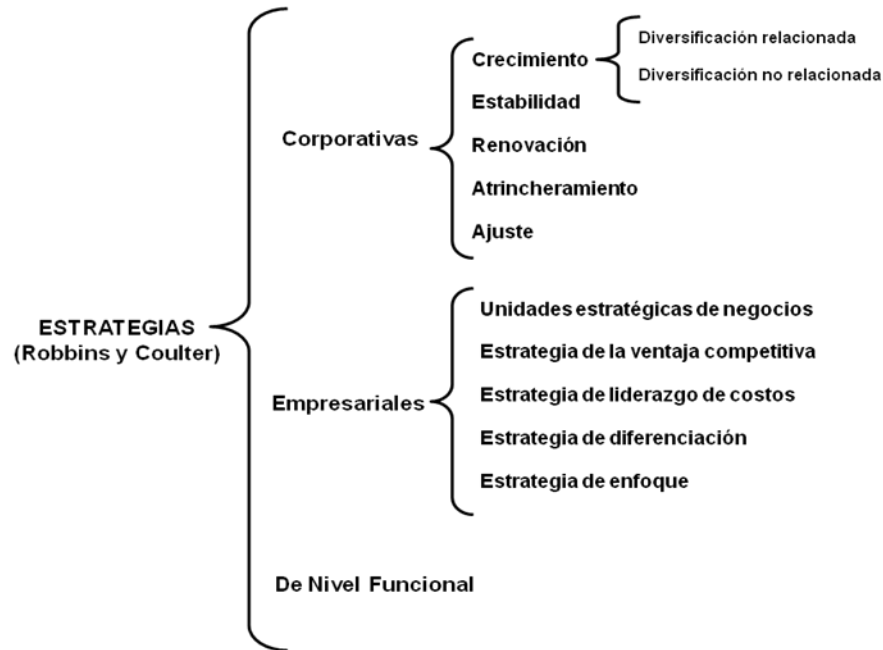 ESTRATEGIAS
(Robbins y Coulter)
Corporativas
Crecimiento
Diversificación relacionada
Diversificación no relacionada
Estabilidad
Renovación
Atrincheramiento
Ajuste
Empresariales
Unidades estratégicas de negocios
Estrategia de la ventaja competitiva
Estrategia de liderazgo de costos
Estrategia de diferenciación
Estrategia de enfoque
De Nivel Funcional